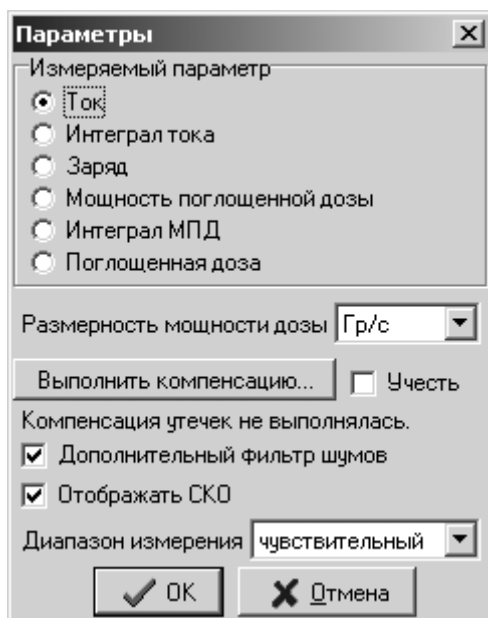 Параметры
Измеряемый параметр
Ток
Интеграл тока
Заряд
Мощность поглощенной дозы
Интеграл МПД
Поглощенная доза
Размерность мощности дозы Гр/с
Выполнить компенсацию... Учесть
Компенсация утечек не выполнялась.
Дополнительный фильтр шумов
Отображать СКО
Диапазон измерения чувствительный
OK Отмена